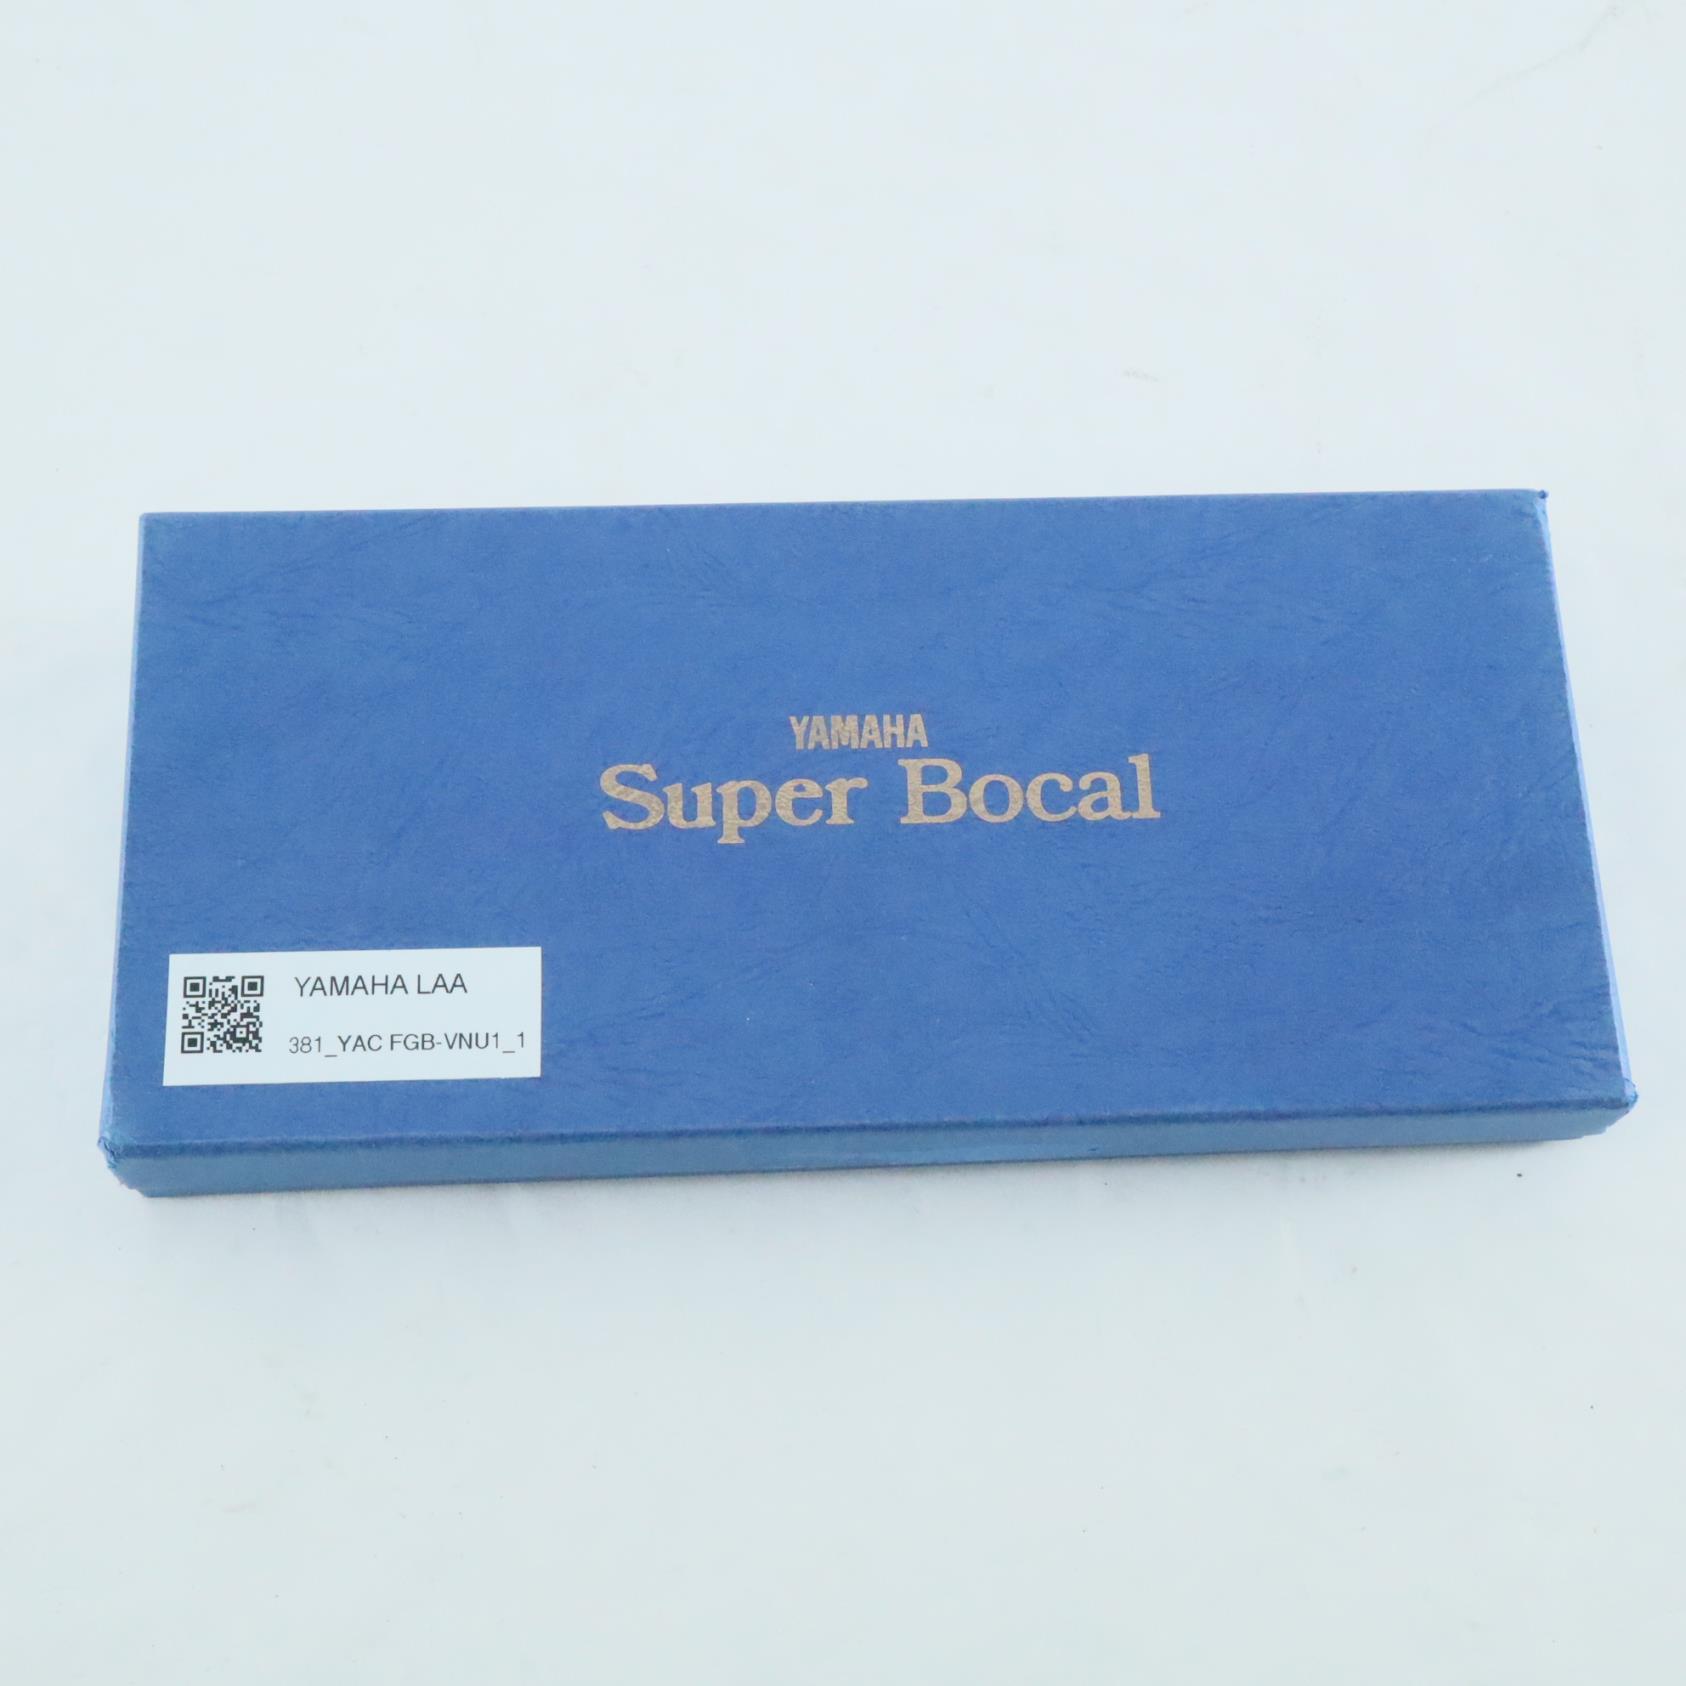 YAMAHA
Super Bocal
YAMAHA LAA
381_YAC FGB-VNU1_1